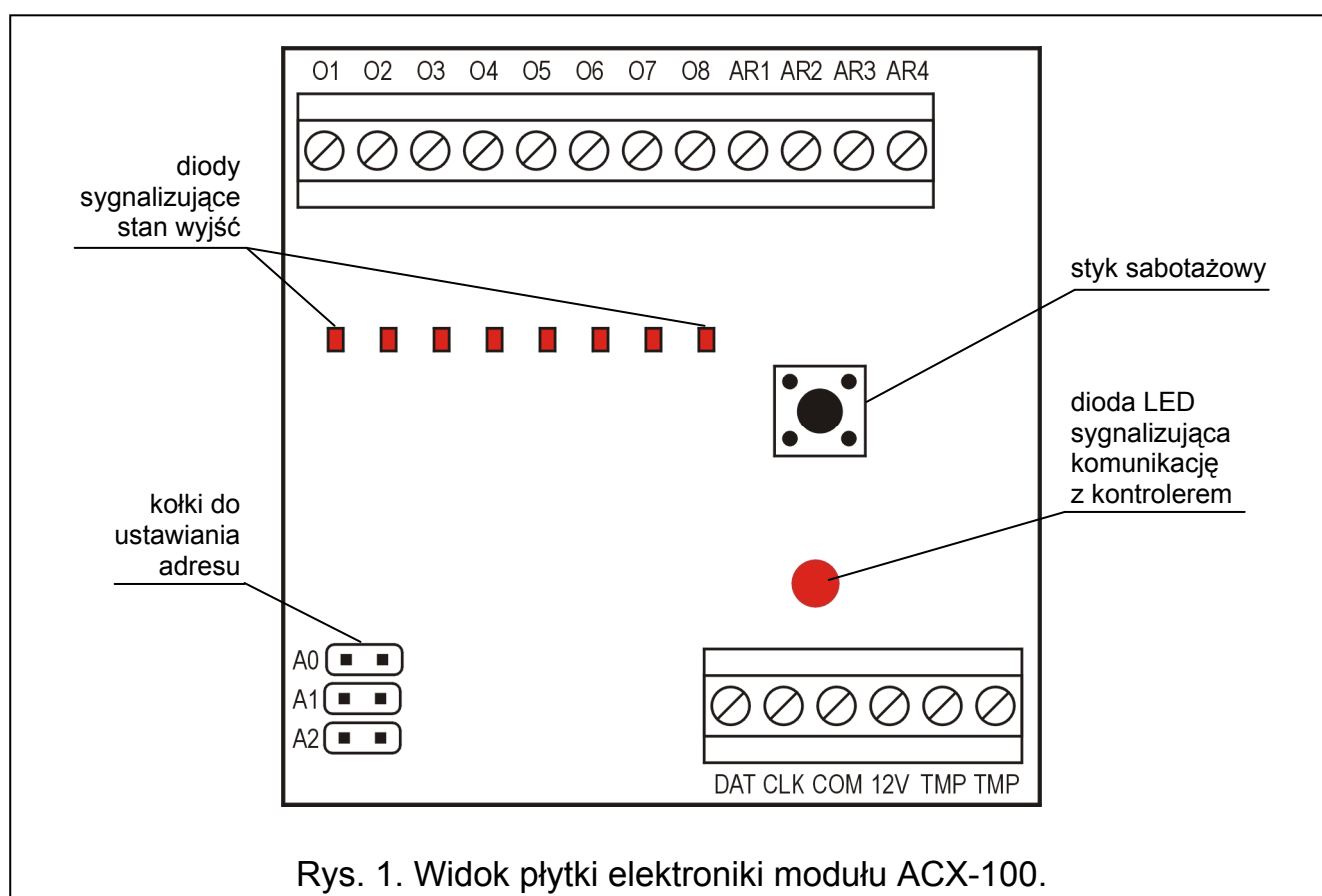 O1 O2 O3 O4 O5 O6 O7 O8 AR1 AR2 AR3 AR4
diody
sygnalizujące
stan wyjść
styk sabotażowy
dioda LED
sygnalizująca
komunikację
z kontrolerem
kołki do
ustawiania
adresu
A0
A1
A2
DAT CLK COM 12V TMP TMP
Rys. 1. Widok płytki elektroniki modułu ACX-100.